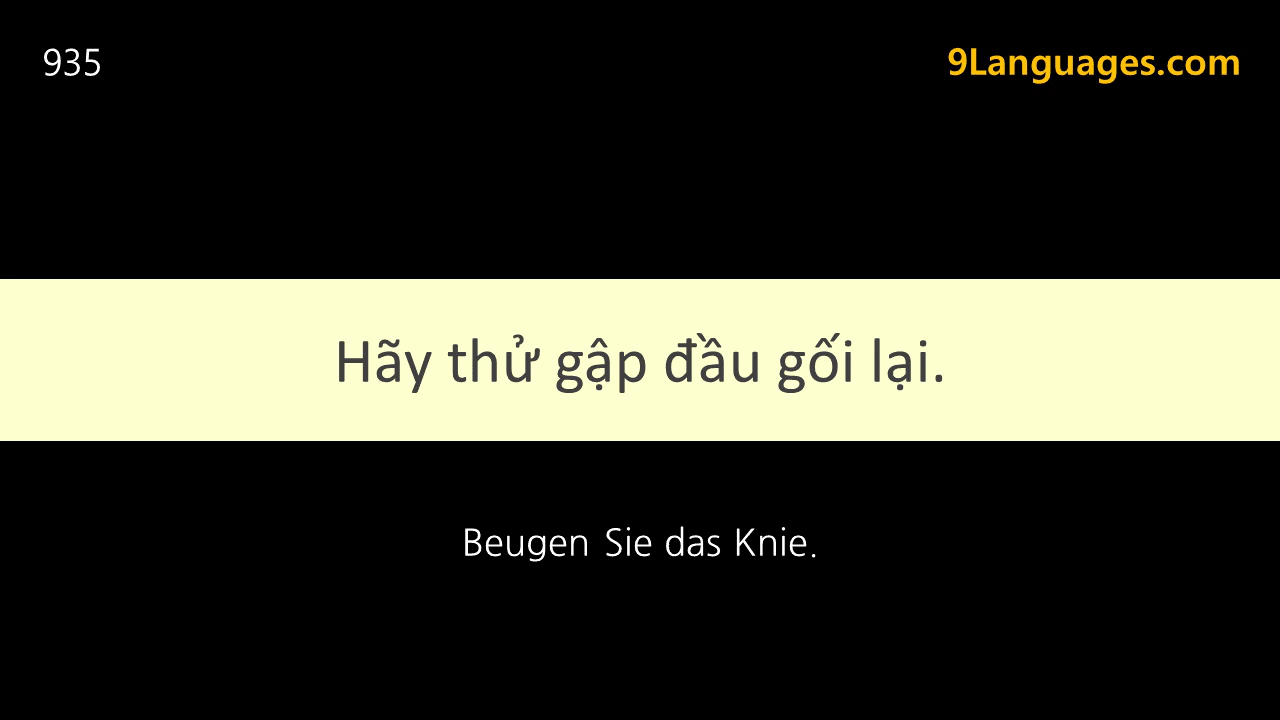 935
9Languages.com
Hãy thử gập đầu gối lại.
Beugen Sie das Knie.